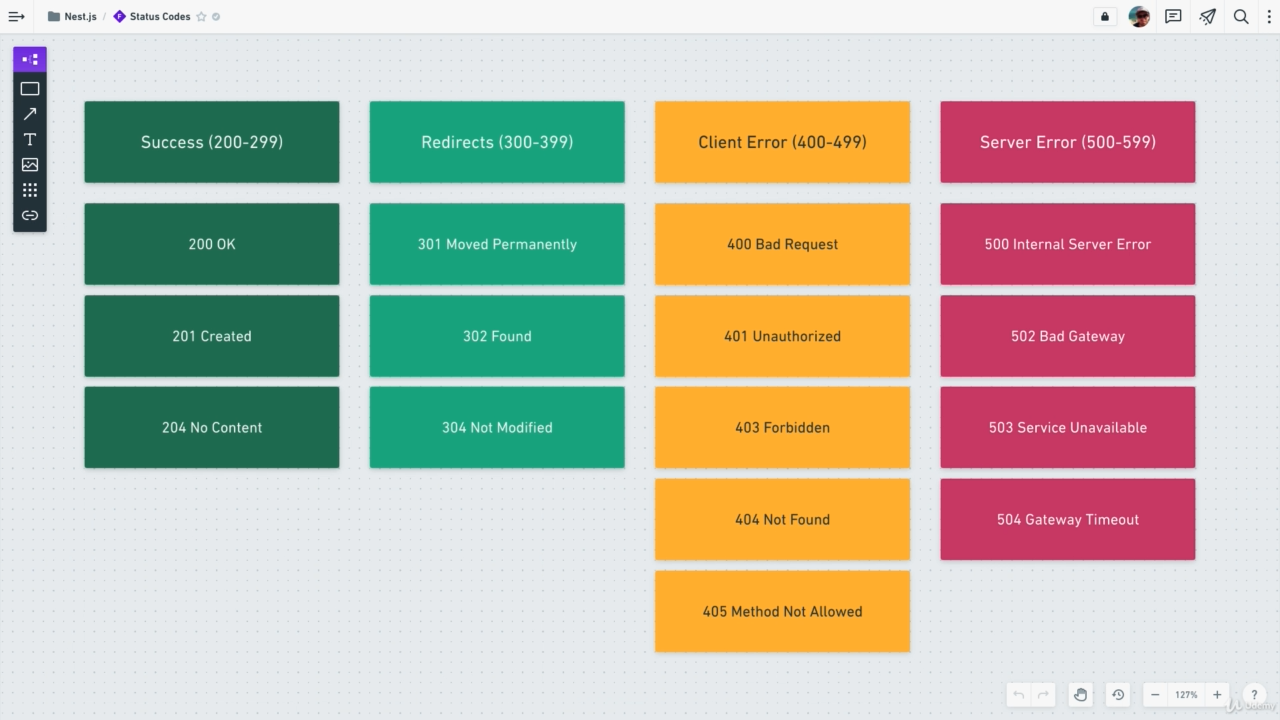 Nest.js / Status Codes
Success (200-299)
200 OK
201 Created
204 No Content
Redirects (300-399)
301 Moved Permanently
302 Found
304 Not Modified
Client Error (400-499)
400 Bad Request
401 Unauthorized
403 Forbidden
404 Not Found
405 Method Not Allowed
Server Error (500-599)
500 Internal Server Error
502 Bad Gateway
503 Service Unavailable
504 Gateway Timeout
127%
?
Udemy